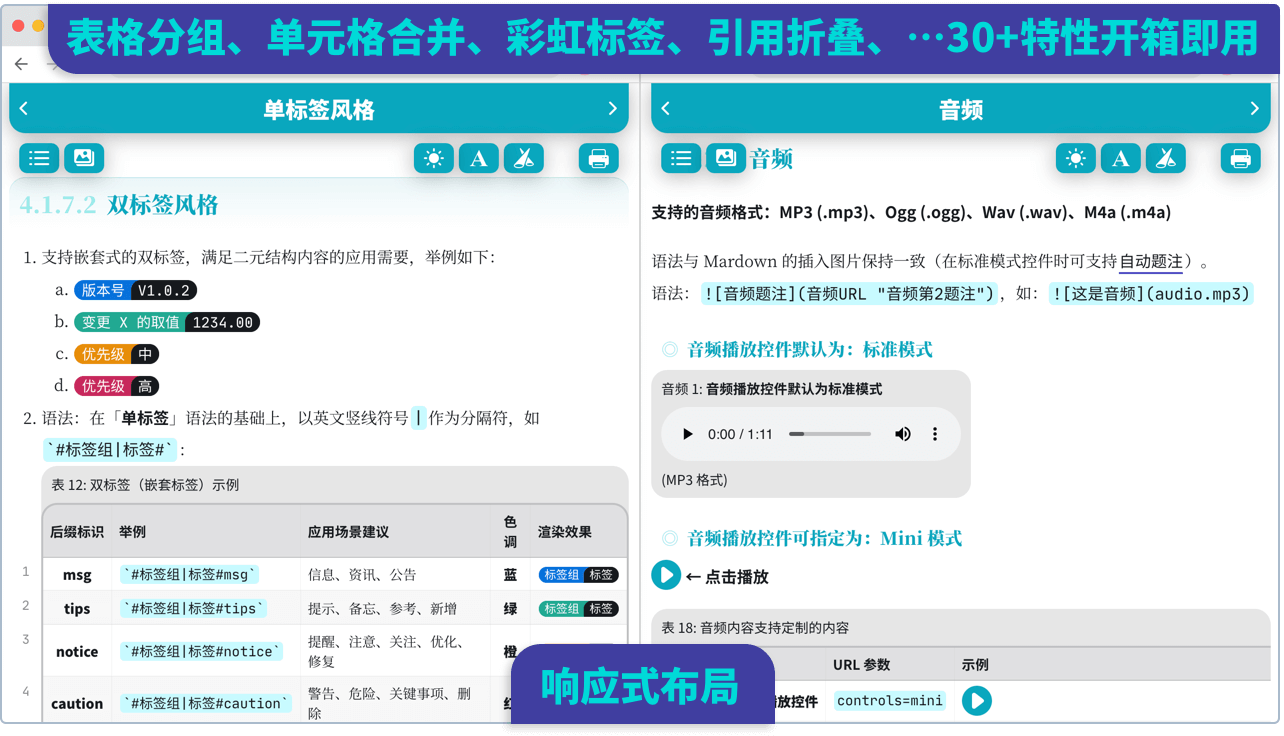 表格分组、单元格合并、彩虹标签、引用折叠、…30+特性开箱即用
单标签风格
4.1.7.2 双标签风格
1. 支持嵌套式的双标签，满足二元结构内容的应用需要，举例如下：
a. 版本号 V1.0.2
b. 变更 X 的取值 1234.00
c. 优先级 中
d. 优先级 高
2. 语法：在「单标签」语法的基础上，以英文竖线符号 | 作为分隔符，如
`#标签组|标签#`：
表 12: 双标签（嵌套标签）示例
后缀标识 举例 应用场景建议 色调 渲染效果
1 msg `#标签组|标签#msg` 信息、资讯、公告 蓝 标签组 标签
2 tips `#标签组|标签#tips` 提示、备忘、参考、新增 绿 标签组 标签
3 notice `#标签组|标签#notice` 提醒、注意、关注、优化、修复 橙
4 caution `#标签组|标签#caution` 警告、危险、关键事项、删除
音频
A
A
音频
支持的音频格式：MP3 (.mp3)、Ogg (.ogg)、Wav (.wav)、M4a (.m4a)
语法与 Mardown 的插入图片保持一致（在标准模式控件时可支持自动题注）。
语法： ![音频题注](音频URL "音频第2题注")，如： ![这是音频](audio.mp3)
音频播放控件默认为：标准模式
音频 1: 音频播放控件默认为标准模式
0:00 / 1:11
(MP3 格式)
音频播放控件可指定为：Mini 模式
← 点击播放
表 18: 音频内容支持定制的内容
URL 参数 示例
放控件 controls=mini
响应式布局